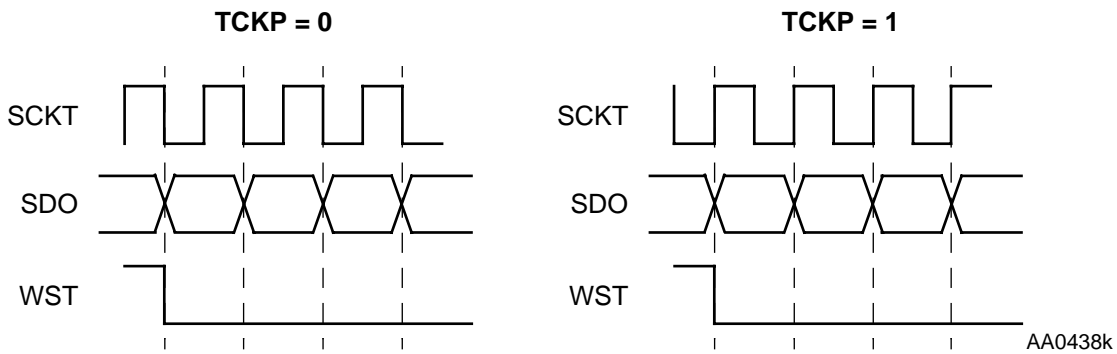 TCKP = 0
TCKP = 1
SCKT
SCKT
SDO
SDO
WST
WST
AA0438k